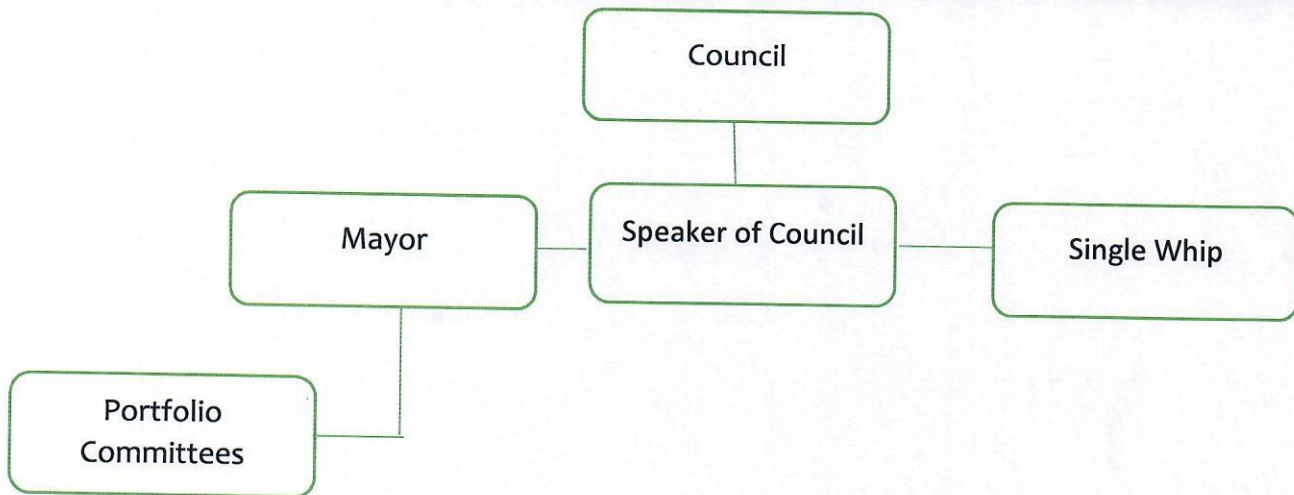 Council
Mayor
Speaker of Council
Single Whip
Portfolio
Committees